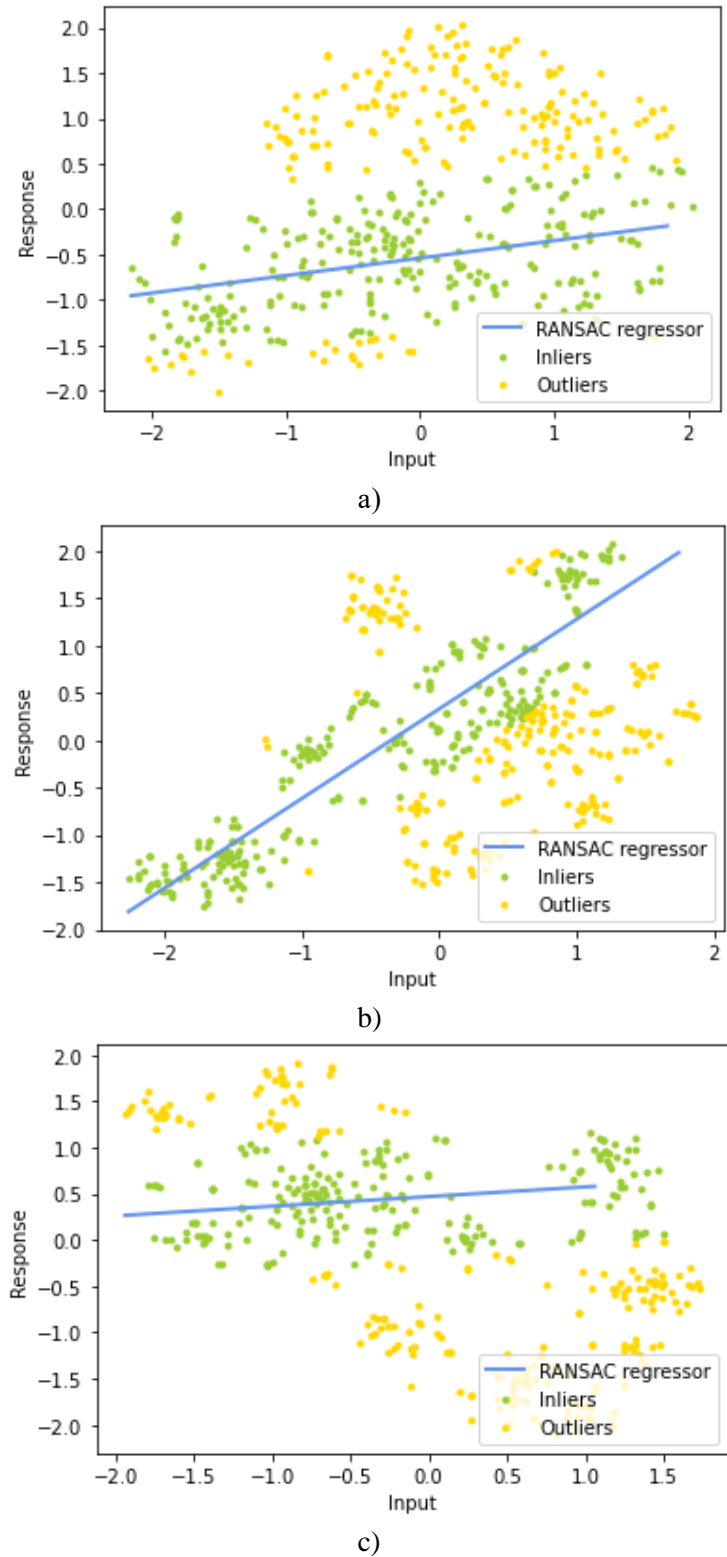 2.0
1.5
1.0
0.5
0.0
−0.5
−1.0
−1.5
−2.0
Response
RANSAC regressor
Inliers
Outliers
−2 −1 0 1 2
Input
a)
2.0
1.5
1.0
0.5
0.0
−0.5
−1.0
−1.5
−2.0
Response
RANSAC regressor
Inliers
Outliers
−2 −1 0 1 2
Input
b)
2.0
1.5
1.0
0.5
0.0
−0.5
−1.0
−1.5
−2.0
Response
RANSAC regressor
Inliers
Outliers
−2.0 −1.5 −1.0 −0.5 0.0 0.5 1.0 1.5
Input
c)